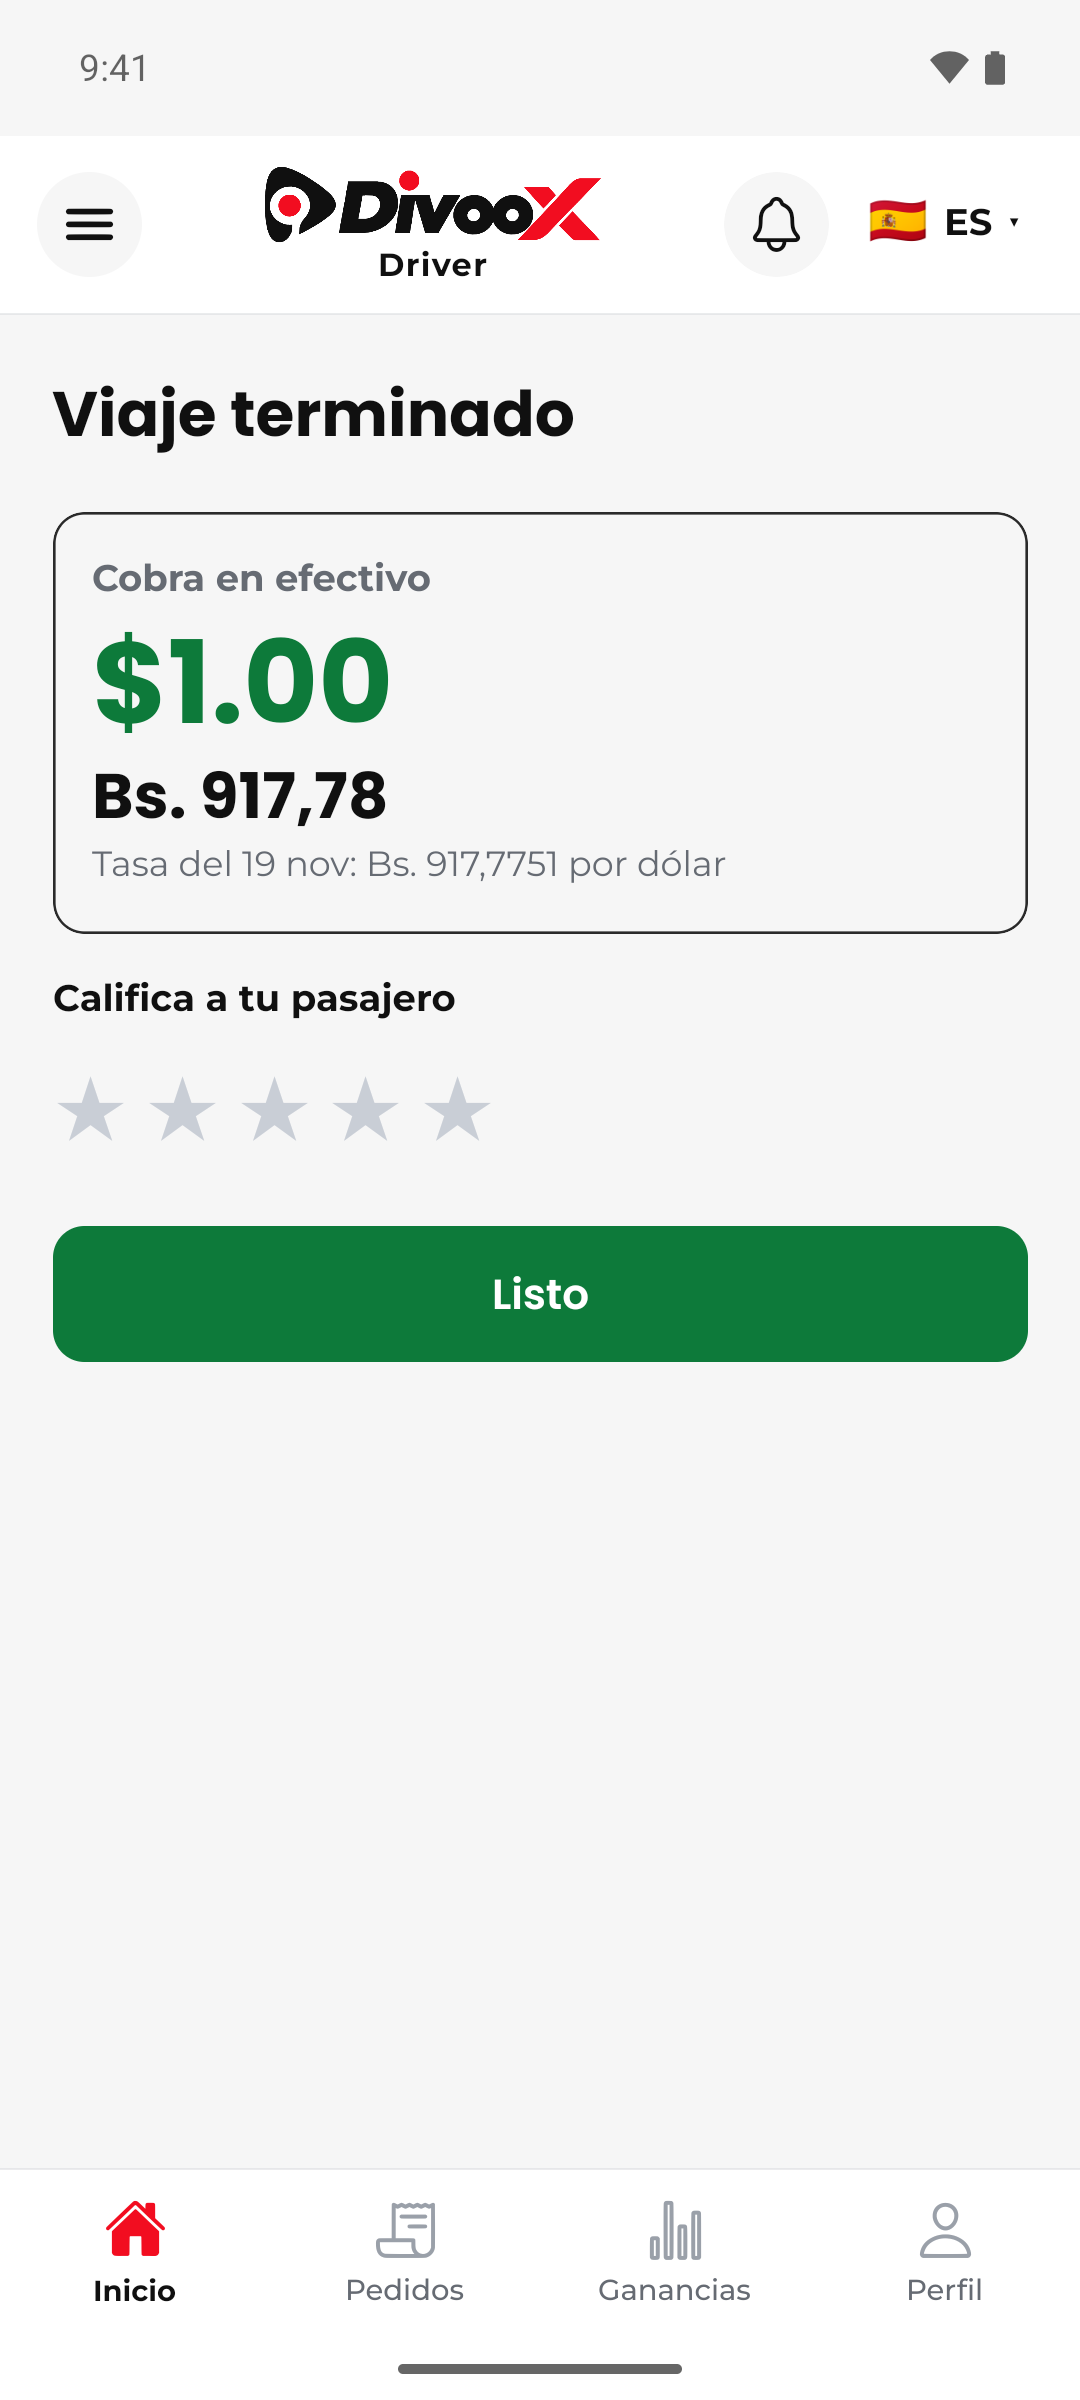 9:41
DivooX
Driver
ES
Viaje terminado
Cobra en efectivo
$1.00
Bs. 917,78
Tasa del 19 nov: Bs. 917,7751 por dólar
Califica a tu pasajero
Listo
Inicio
Pedidos
Ganancias
Perfil